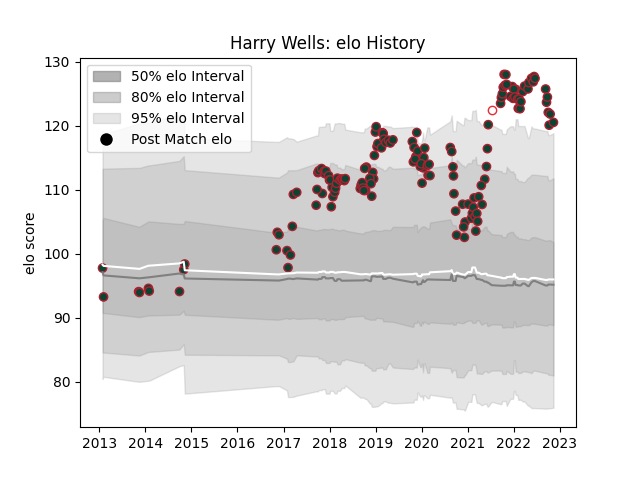 Harry Wells: elo History
130
120
110
100
90
80
elo score
50% elo Interval
80% elo Interval
95% elo Interval
Post Match elo
2013 2014 2015 2016 2017 2018 2019 2020 2021 2022 2023